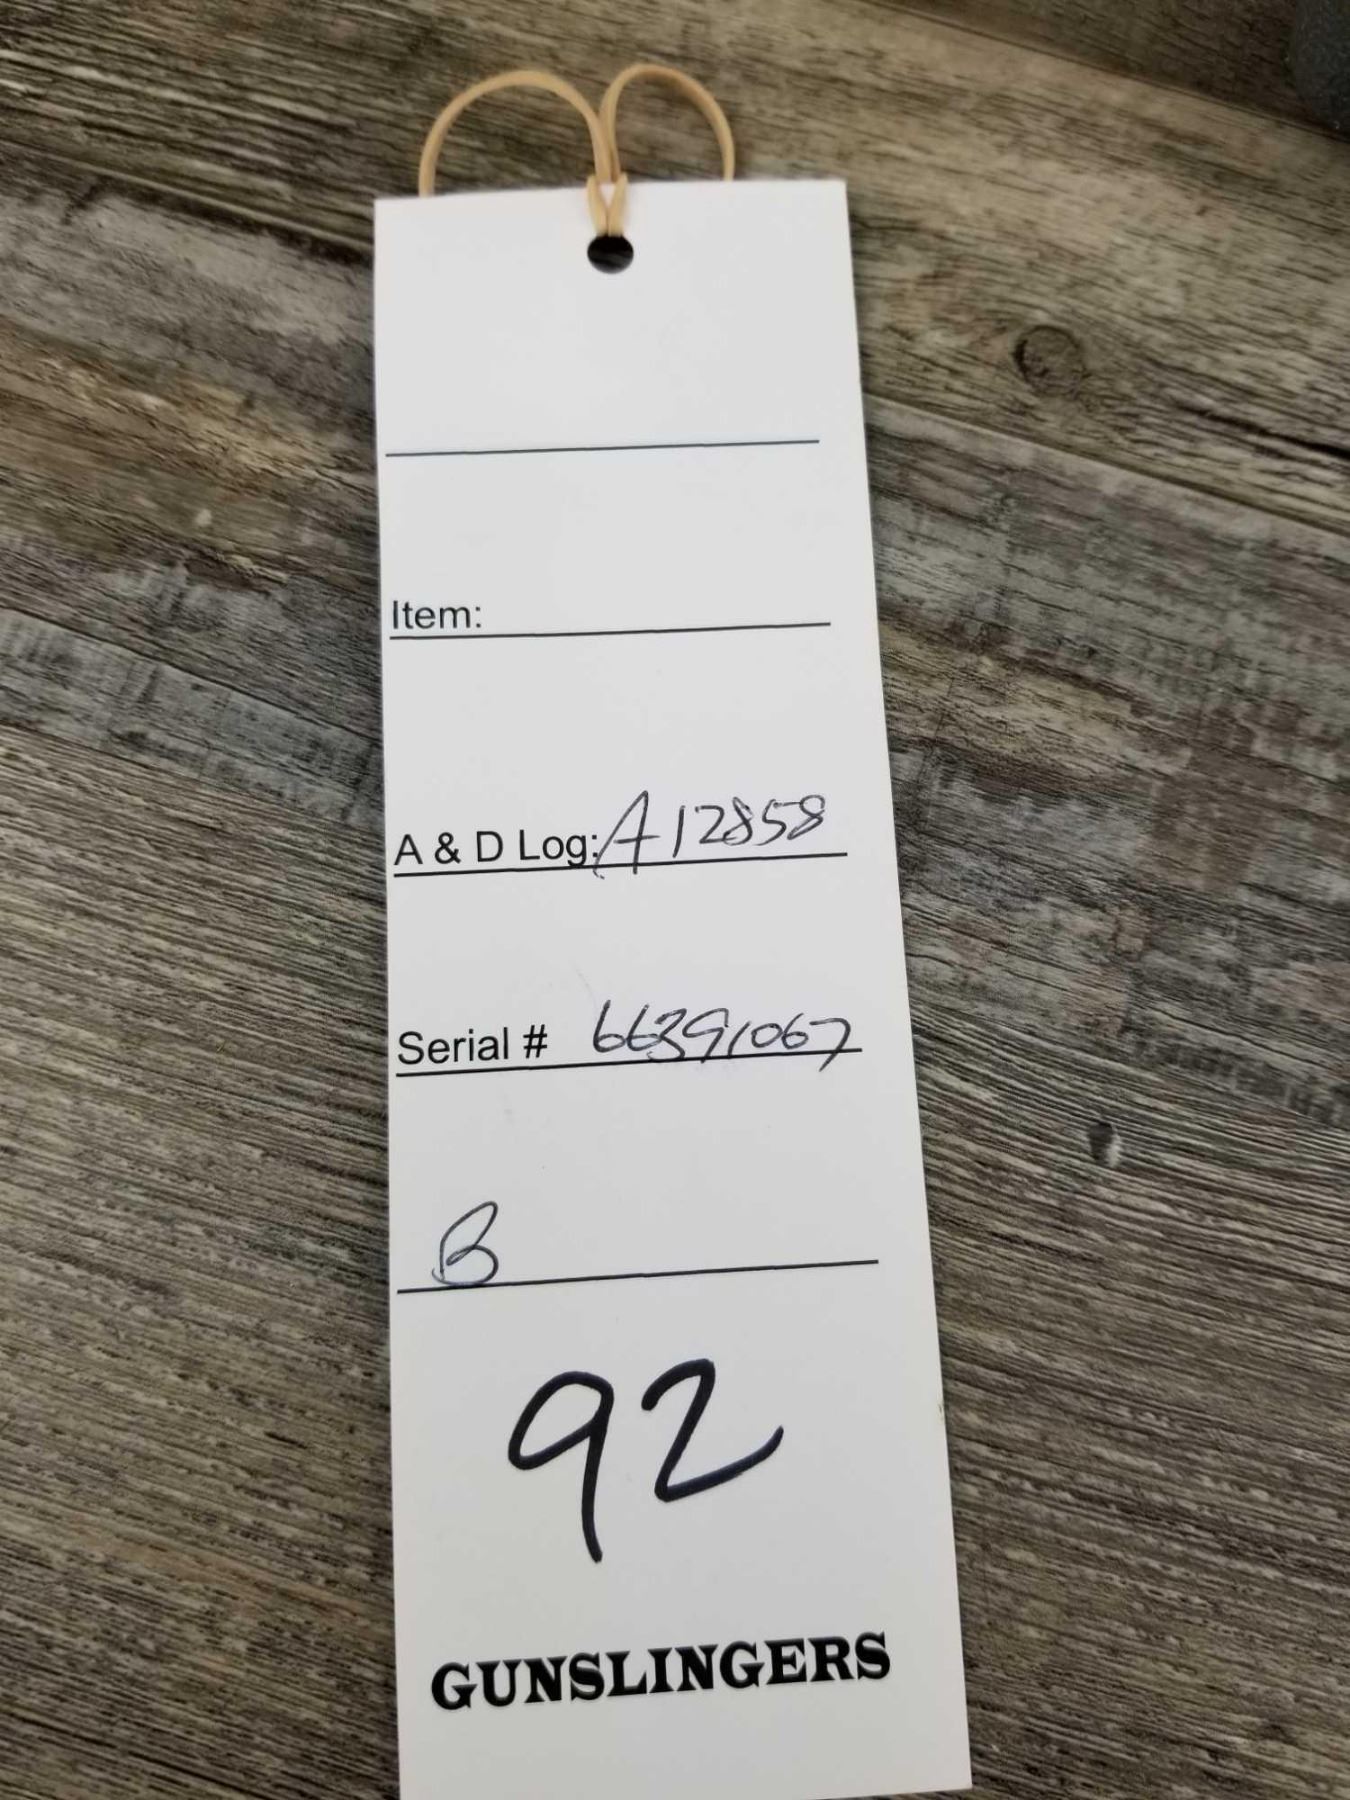 Item:
A & D Log: A12858
Serial # 66391067
B
92
GUNSLINGERS